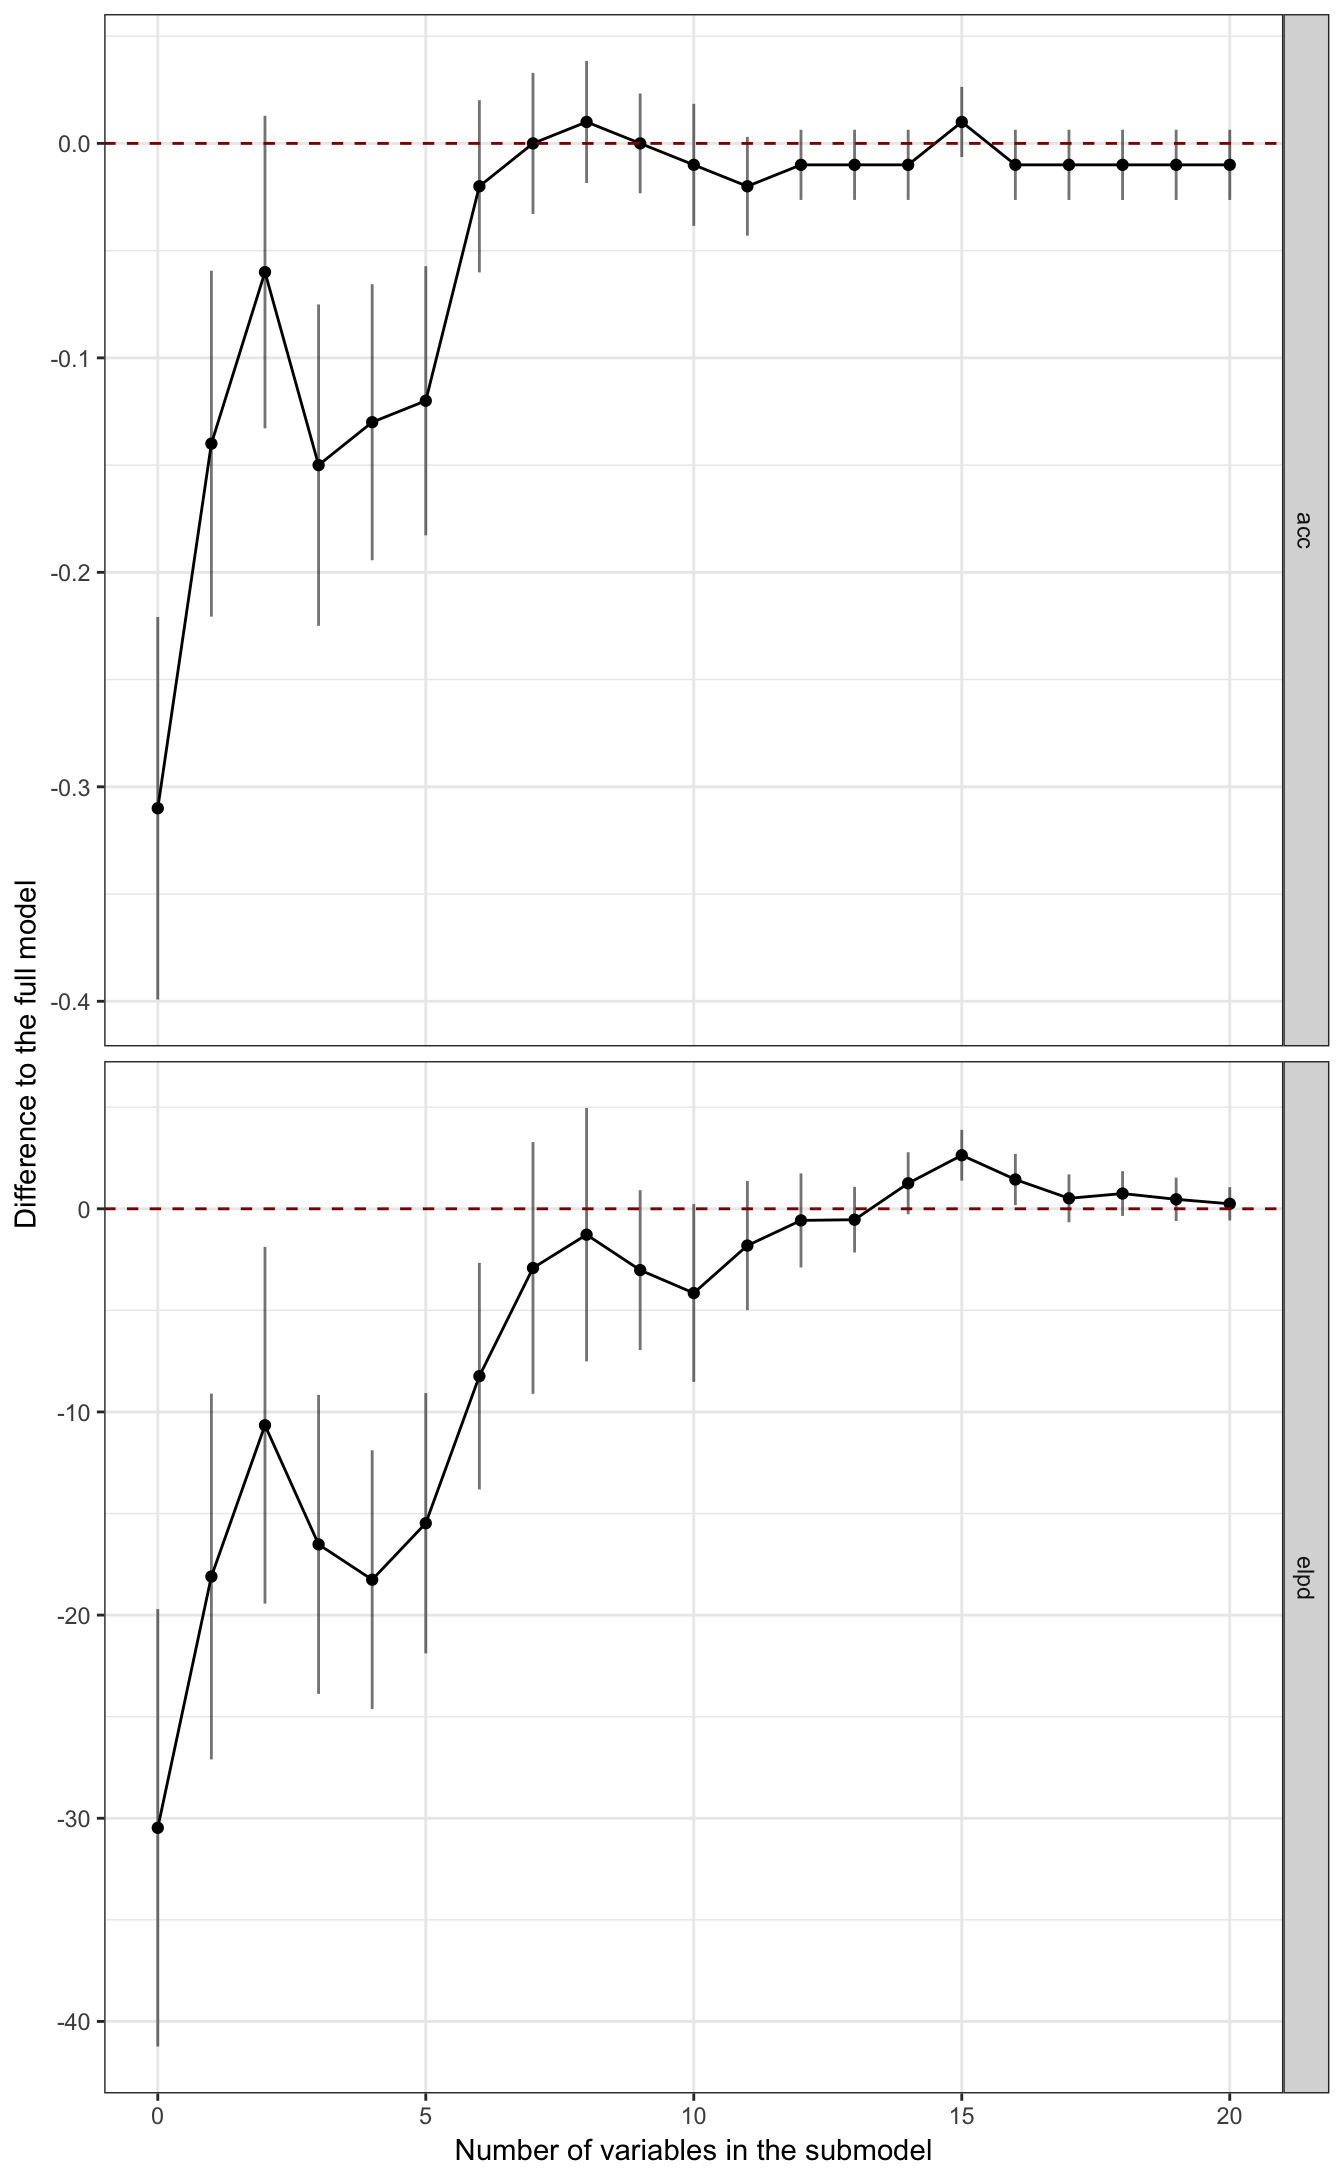 Difference to the full model
0.0
-0.1
-0.2
-0.3
-0.4
acc
0
-10
-20
-30
-40
elpd
0 5 10 15 20
Number of variables in the submodel